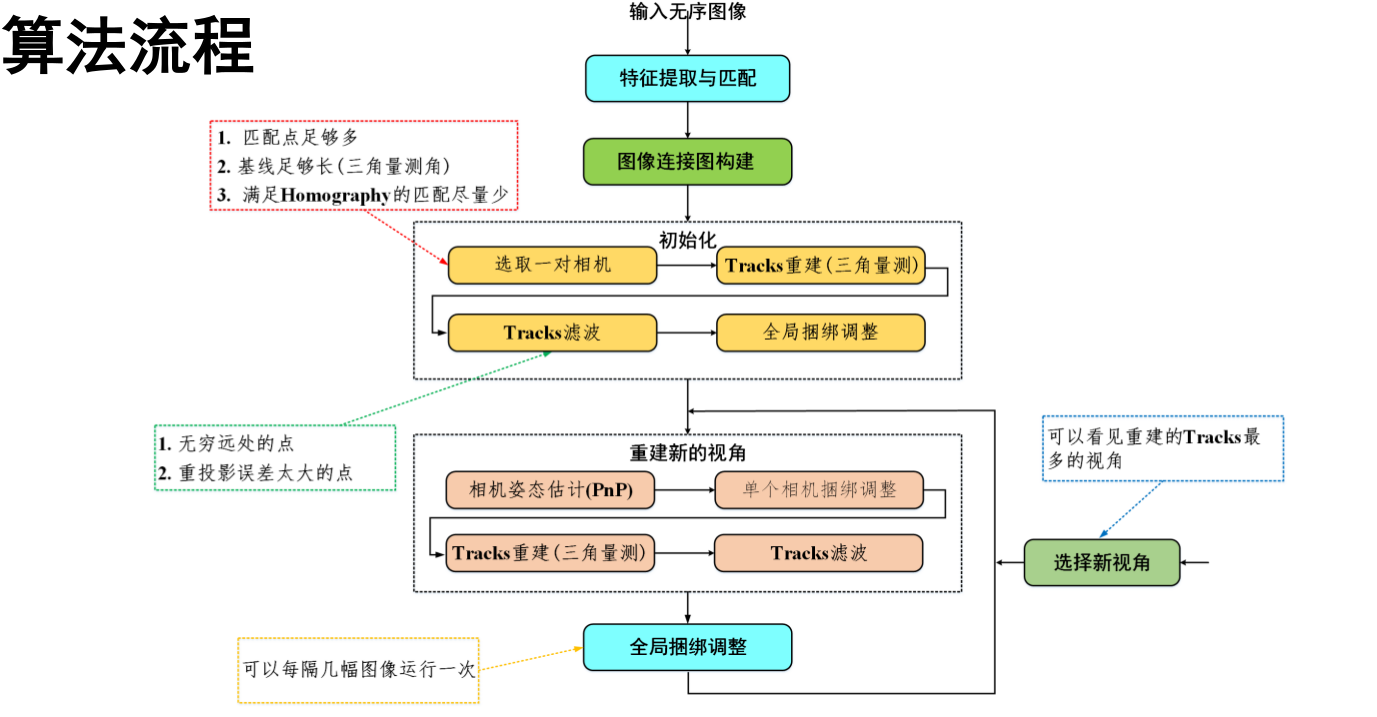 算法流程
输入无序图像
特征提取与匹配
图像连接图构建
1. 匹配点足够多
2. 基线足够长(三角量测角)
3. 满足Homography的匹配尽量少
初始化
选取一对相机
Tracks重建(三角量测)
Tracks滤波
全局捆绑调整
1. 无穷远处的点
2. 重投影误差太大的点
重建新的视角
相机姿态估计(PnP)
单个相机捆绑调整
Tracks重建(三角量测)
Tracks滤波
可以看见重建的Tracks最
多的视角
选择新视角
全局捆绑调整
可以每隔几幅图像运行一次